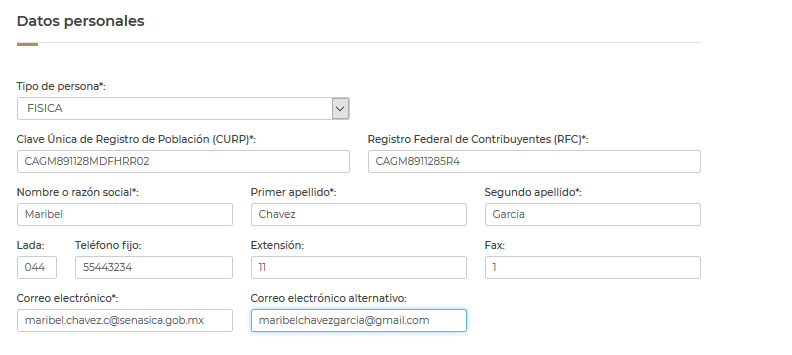 Datos personales
Tipo de persona*:
FISICA
Clave Única de Registro de Población (CURP)*: Registro Federal de Contribuyentes (RFC)*:
CAGM891128MDFHRR02 CAGM8911285R4
Nombre o razón social*: Primer apellido*: Segundo apellido*:
Maribel Chavez Garcia
Lada: Teléfono fijo: Extensión: Fax:
044 55443234 11 1
Correo electrónico*: Correo electrónico alternativo:
maribel.chavez.c@senasica.gob.mx maribelchavezgarcia@gmail.com